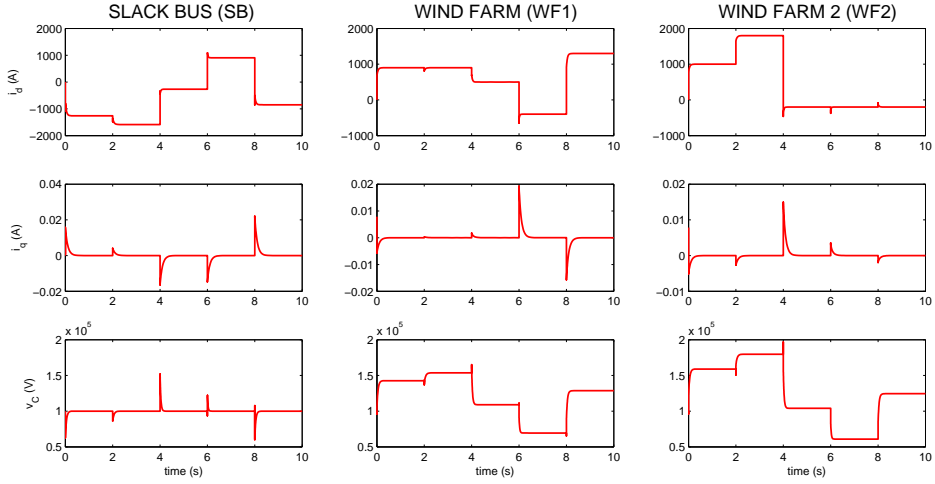 SLACK BUS (SB)
WIND FARM (WF1)
WIND FARM 2 (WF2)
i_d (A)
2000
1000
0
−1000
−2000
0 2 4 6 8 10
2000
1000
0
−1000
0 2 4 6 8 10
2000
1000
0
−1000
0 2 4 6 8 10
i_q (A)
0.04
0.02
0
−0.02
0 2 4 6 8 10
0.02
0.01
0
−0.01
−0.02
0 2 4 6 8 10
0.02
0.01
0
−0.01
0 2 4 6 8 10
v_C (V)
x 10^5
2
1.5
1
0.5
0 2 4 6 8 10
time (s)
x 10^5
2
1.5
1
0.5
0 2 4 6 8 10
time (s)
x 10^5
2
1.5
1
0.5
0 2 4 6 8 10
time (s)